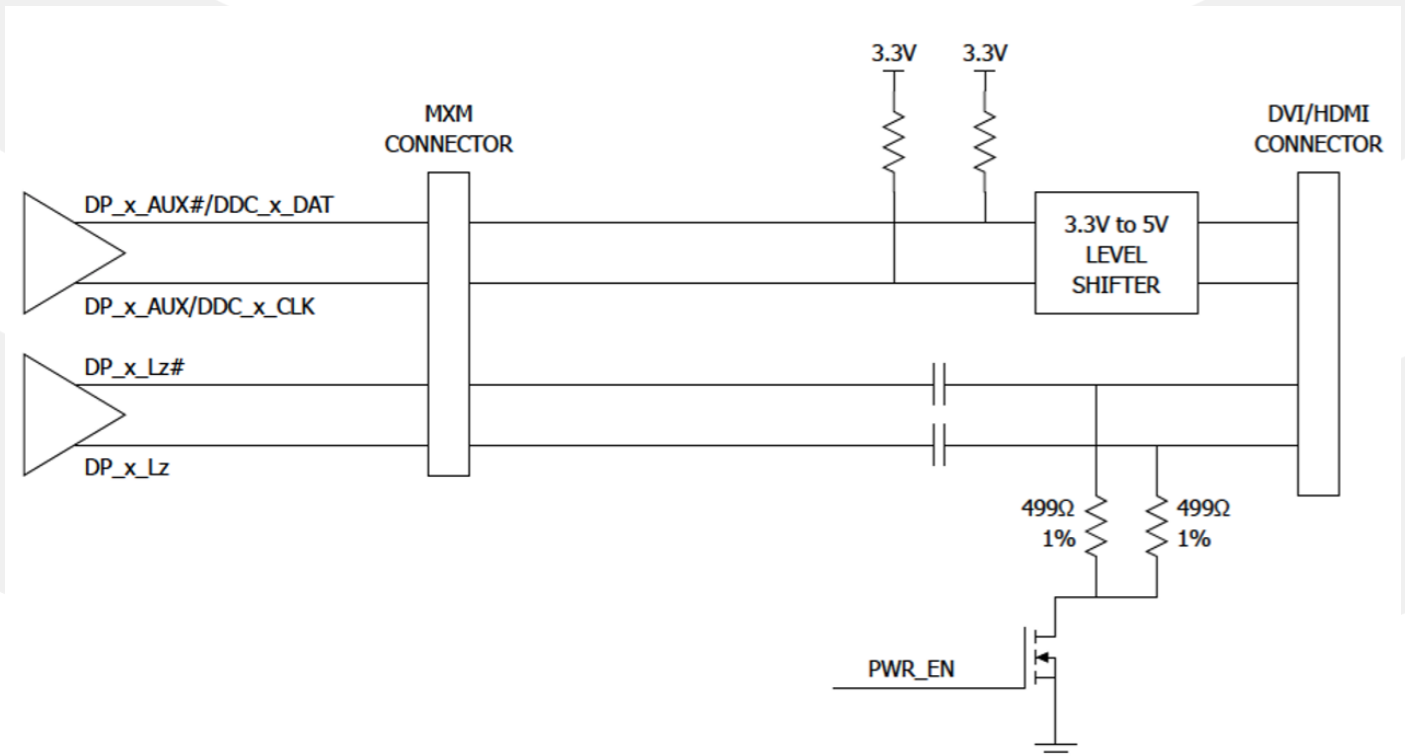 3.3V 3.3V
MXM
CONNECTOR
DVI/HDMI
CONNECTOR
DP_x_AUX#/DDC_x_DAT
3.3V to 5V
LEVEL
SHIFTER
DP_x_AUX/DDC_x_CLK
DP_x_Lz#
DP_x_Lz
499Ω
1%
499Ω
1%
PWR_EN